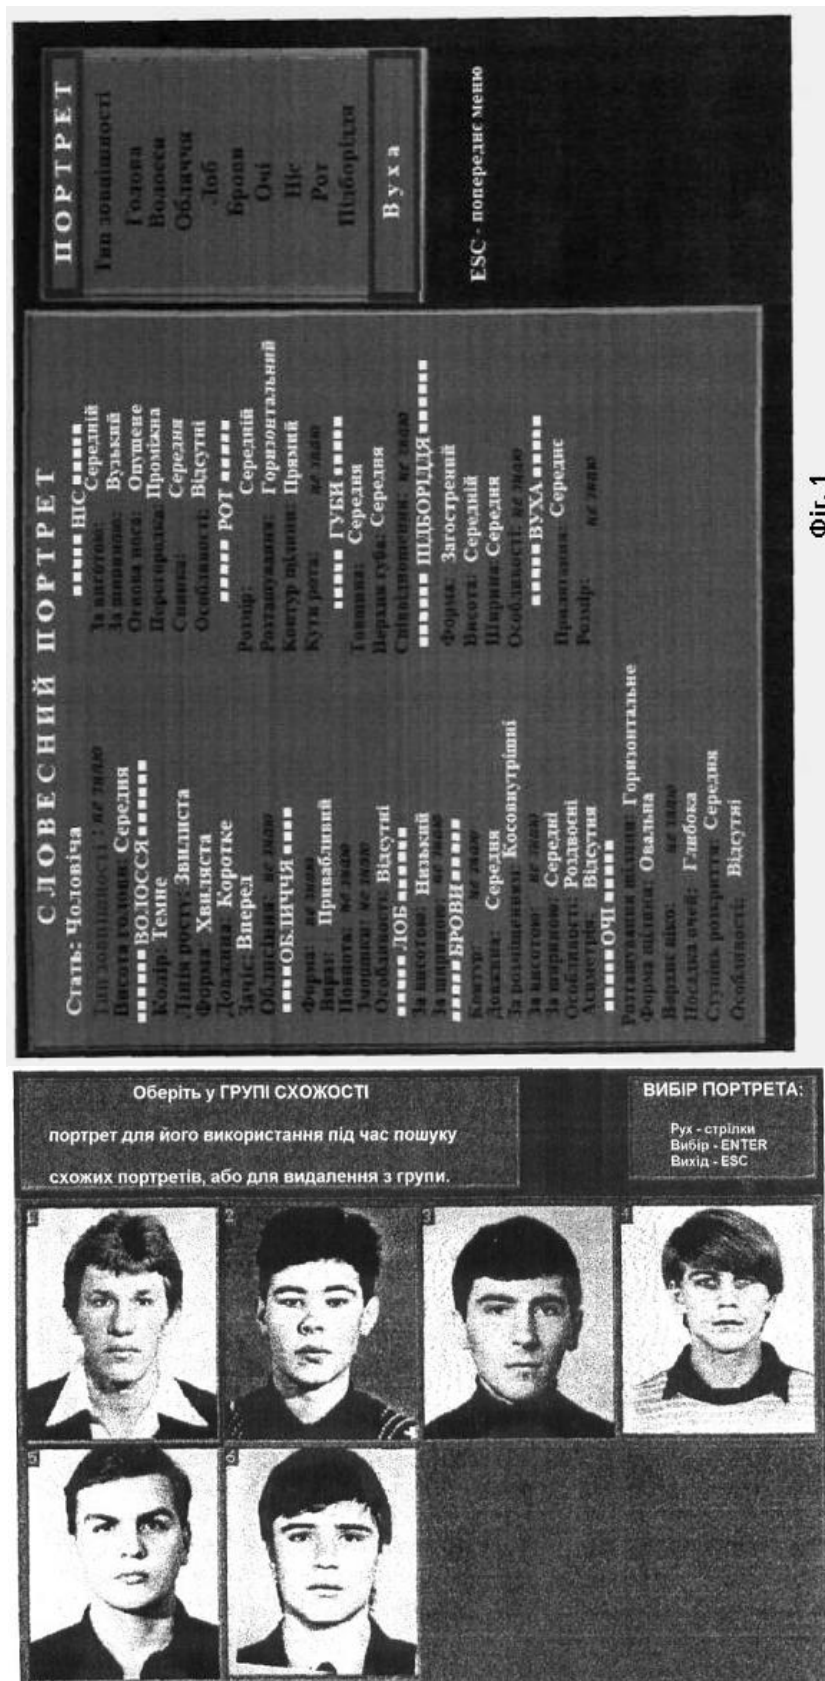 СЛОВЕСНИЙ ПОРТРЕТ
Стать: Чоловіча
Тип зовнішності : не знаю
Висота голови: Середня
ВОЛОССЯ
Колір: Темне
Лінія росту: Звилиста
Форма: Хвиляста
Довжина: Коротке
Зачіс: Вперед
Облисіння: не знаю
ОБЛИЧЧЯ
Форма: не знаю
Вираз: Привабливий
Повнота: не знаю
Зморшки: не знаю
Особливості: Відсутні
ЛОБ
За висотою: Низький
За шириною: не знаю
БРОВИ
Контур: не знаю
Довжина: Середня
За розміщенням: Косовнутрішні
За висотою: не знаю
За шириною: Середні
Особливості: Роздвоєні
Асиметрія: Відсутня
ОЧІ
Розташування щілини: Горизонтальне
Форма щілини: Овальна
Верхнє віко: не знаю
Посадка очей: Глибока
Ступінь розкриття: Середня
Особливості: Відсутні
НІС
За висотою: Середній
За шириною: Вузький
Основа носа: Опущене
Перегородка: Проміжна
Спинка: Середня
Особливості: Відсутні
РОТ
Розмір: Середній
Розташування: Горизонтальний
Контур щілини: Прямий
Кути рота: не знаю
ГУБИ
Товщина: Середня
Верхня губа: Середня
Співвідношення: не знаю
ПІДБОРІДДЯ
Форма: Загострений
Висота: Середній
Ширина: Середня
Особливості: не знаю
ВУХА
Прилягання: Середнє
Розмір: не знаю
ПОРТРЕТ
Тип зовнішності
Голова
Волосся
Обличчя
Лоб
Брови
Очі
Ніс
Рот
Підборіддя
Вуха
ESC - попереднє меню
Фіг. 1
Оберіть у ГРУПІ СХОЖОСТІ
портрет для його використання під час пошуку
схожих портретів, або для видалення з групи.
ВИБІР ПОРТРЕТА:
Рух - стрілки
Вибір - ENTER
Вихід - ESC
1
2
3
4
5
6